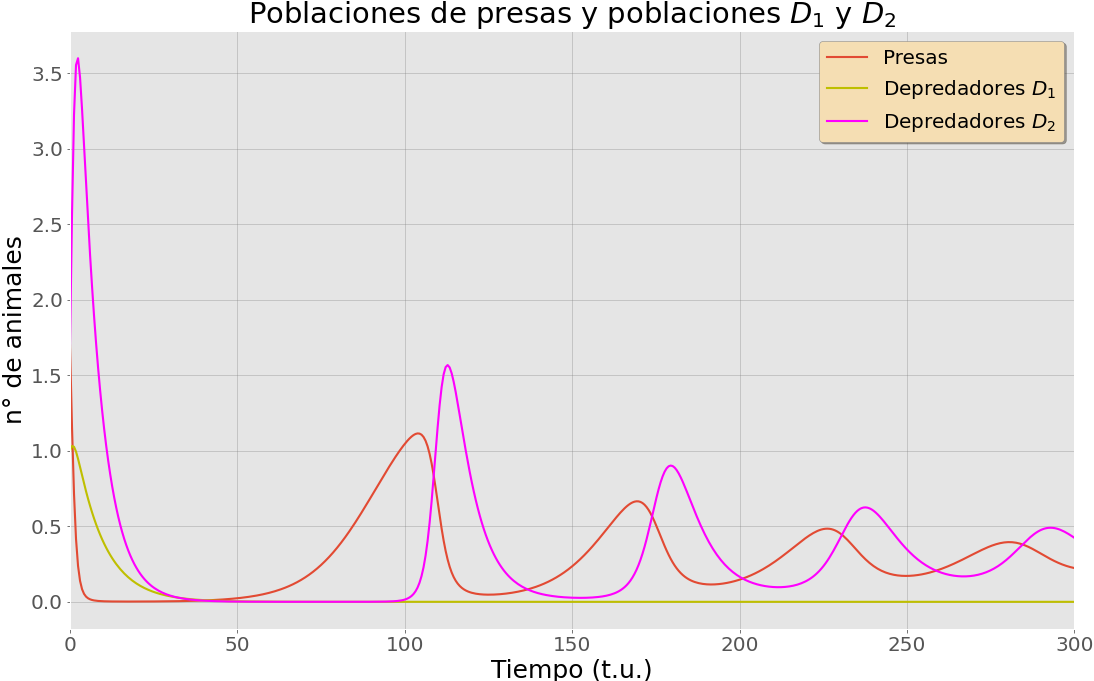 Poblaciones de presas y poblaciones D₁ y D₂
Presas
Depredadores D₁
Depredadores D₂
n° de animales
3.5
3.0
2.5
2.0
1.5
1.0
0.5
0.0
0 50 100 150 200 250 300
Tiempo (t.u.)